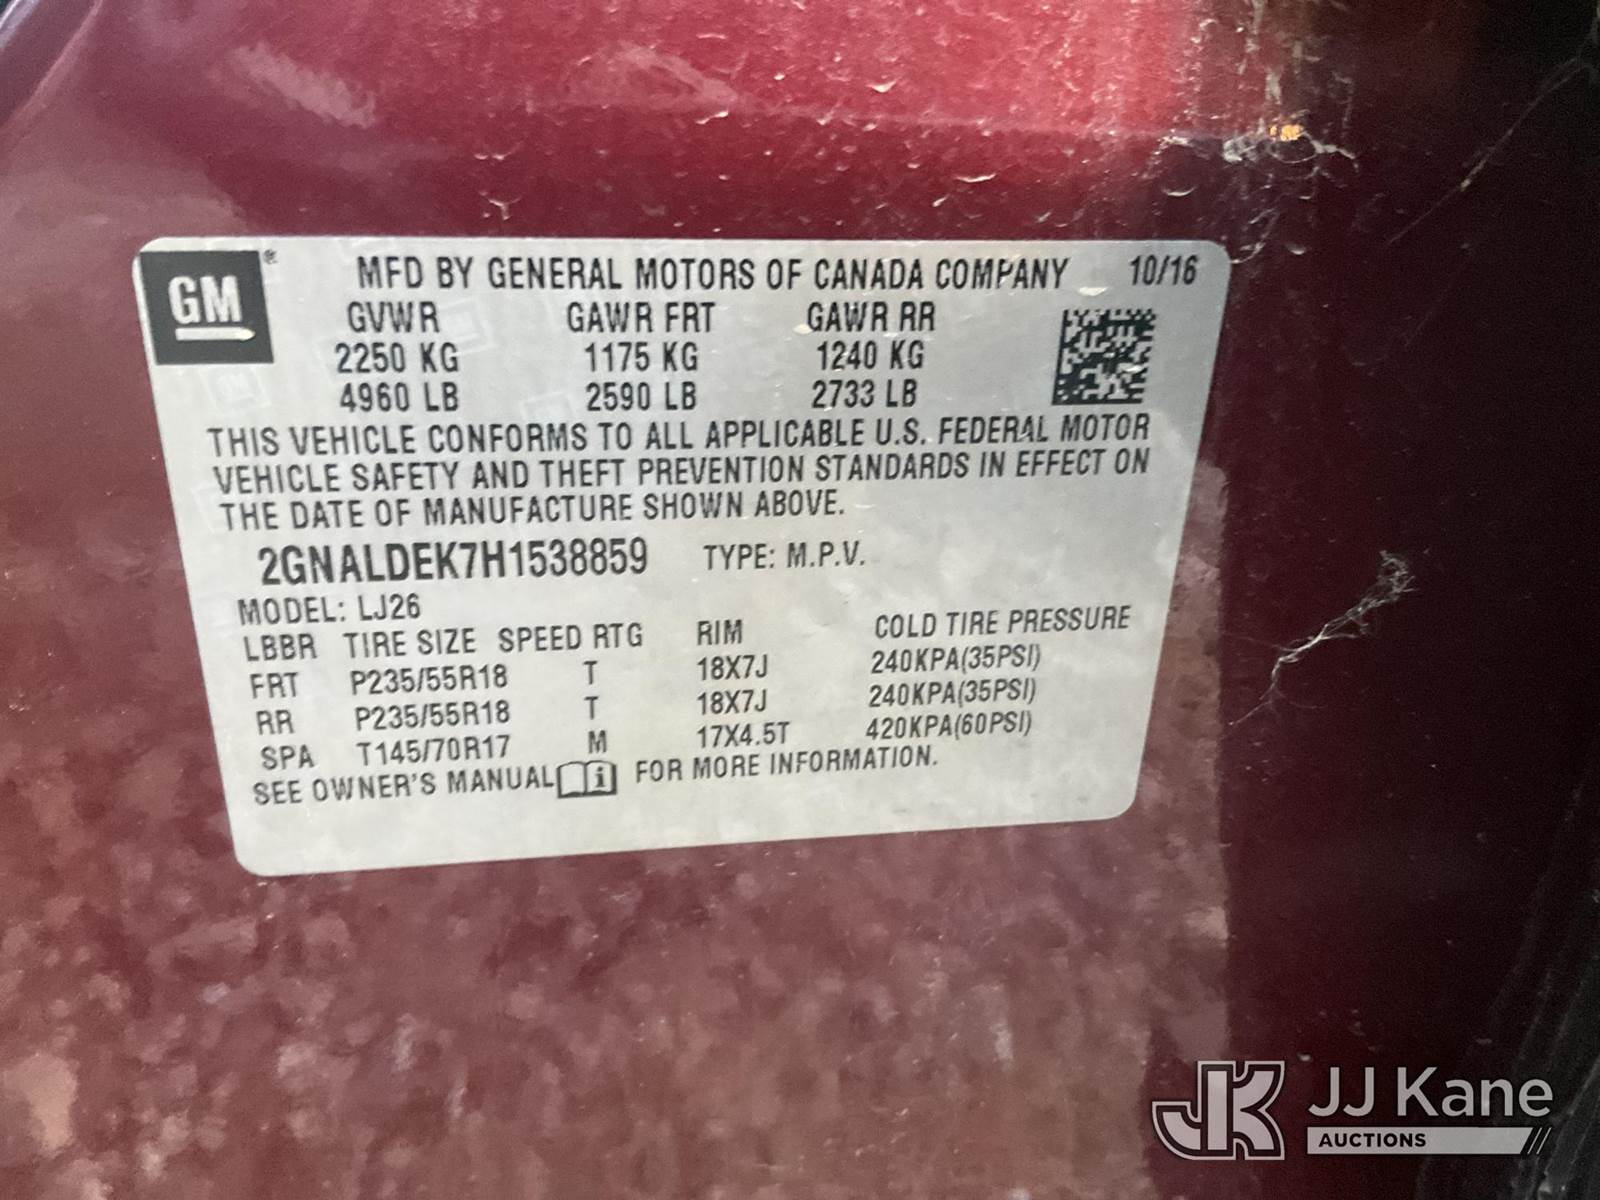 GM ®
MFD BY GENERAL MOTORS OF CANADA COMPANY 10/16
GVWR GAWR FRT GAWR RR
2250 KG 1175 KG 1240 KG
4960 LB 2590 LB 2733 LB
THIS VEHICLE CONFORMS TO ALL APPLICABLE U.S. FEDERAL MOTOR
VEHICLE SAFETY AND THEFT PREVENTION STANDARDS IN EFFECT ON
THE DATE OF MANUFACTURE SHOWN ABOVE.
2GNALDEK7H1538859 TYPE: M.P.V.
MODEL: LJ26
LBBR TIRE SIZE SPEED RTG RIM COLD TIRE PRESSURE
FRT P235/55R18 T 18X7J 240KPA(35PSI)
RR P235/55R18 T 18X7J 240KPA(35PSI)
SPA T145/70R17 M 17X4.5T 420KPA(60PSI)
SEE OWNER'S MANUAL i FOR MORE INFORMATION.
JK JJ Kane
AUCTIONS